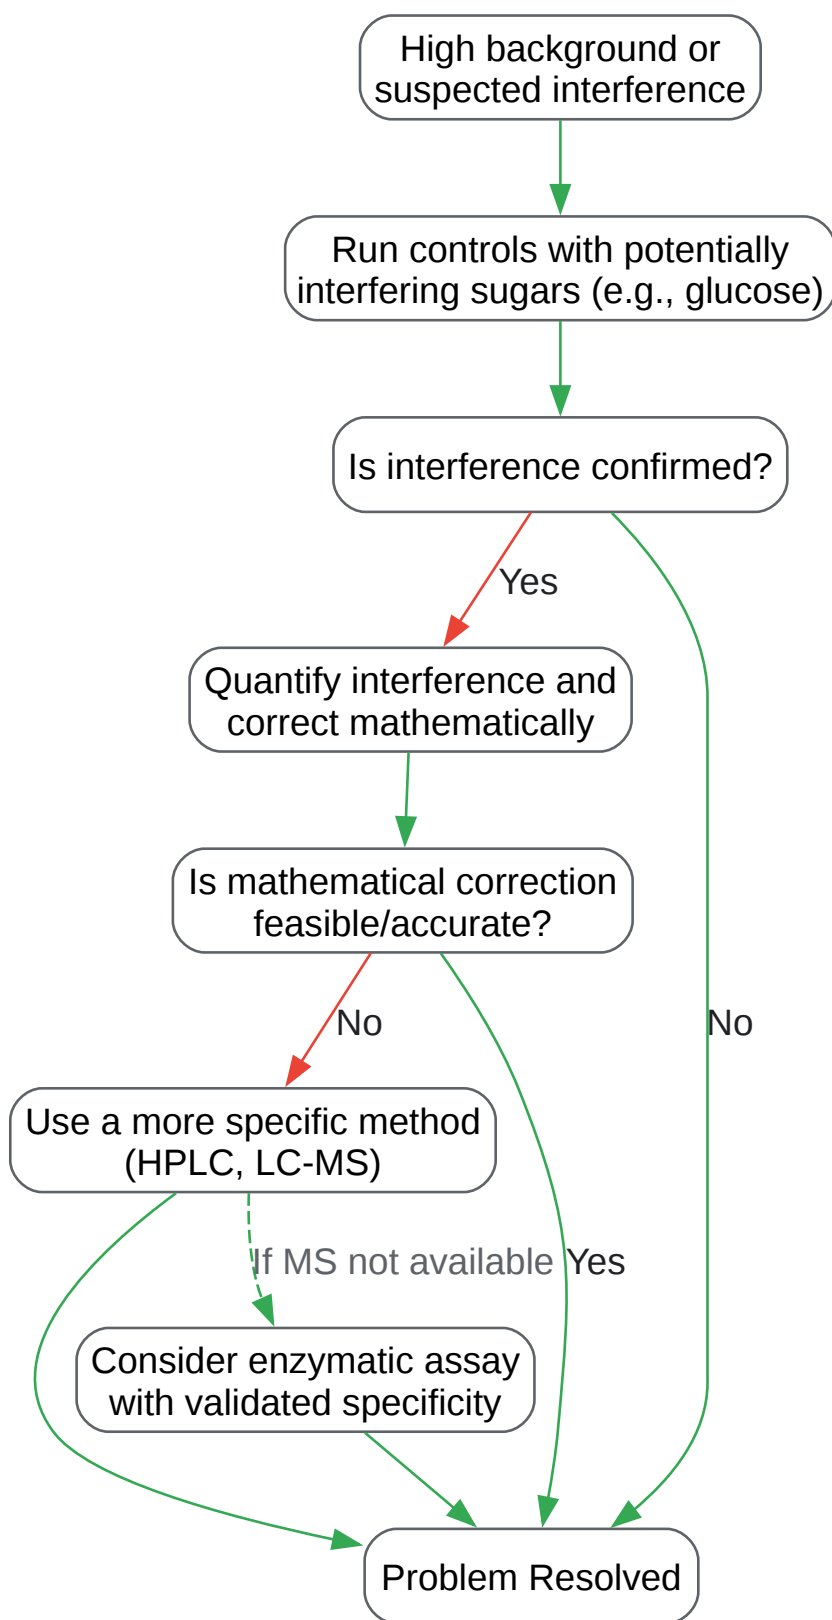 High background or
suspected interference
Run controls with potentially
interfering sugars (e.g., glucose)
Is interference confirmed?
Yes
Quantify interference and
correct mathematically
Is mathematical correction
feasible/accurate?
No
No
Use a more specific method
(HPLC, LC-MS)
If MS not available
Yes
Consider enzymatic assay
with validated specificity
Problem Resolved